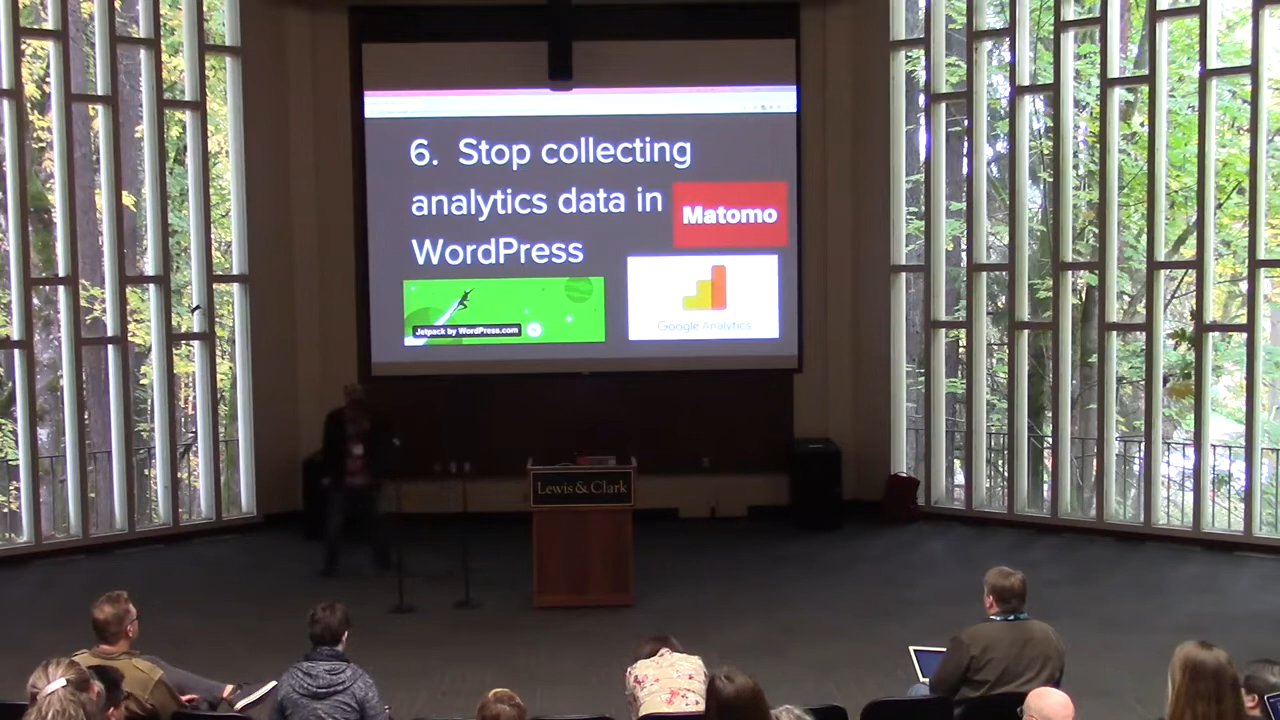 6. Stop collecting
analytics data in
WordPress
Matomo
Jetpack by WordPress.com
Google Analytics
Lewis & Clark